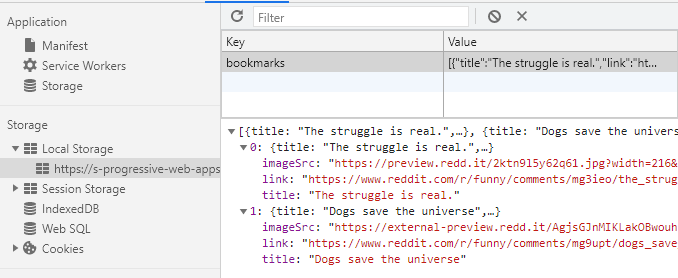 Application
Manifest
Service Workers
Storage
Storage
Local Storage
https://s-progressive-web-apps
Session Storage
IndexedDB
Web SQL
Cookies
Filter
Key Value
bookmarks [{"title":"The struggle is real.","link":"ht...
[{title: "The struggle is real.",…}, {title: "Dogs save the universe
0: {title: "The struggle is real.",…}
imageSrc: "https://preview.redd.it/2ktn9l5y62q61.jpg?width=216&
link: "https://www.reddit.com/r/funny/comments/mg3ieo/the_strug
title: "The struggle is real."
1: {title: "Dogs save the universe",…}
imageSrc: "https://external-preview.redd.it/AgjsGJnMIKLakOBwouh
link: "https://www.reddit.com/r/funny/comments/mg9upt/dogs_save
title: "Dogs save the universe"